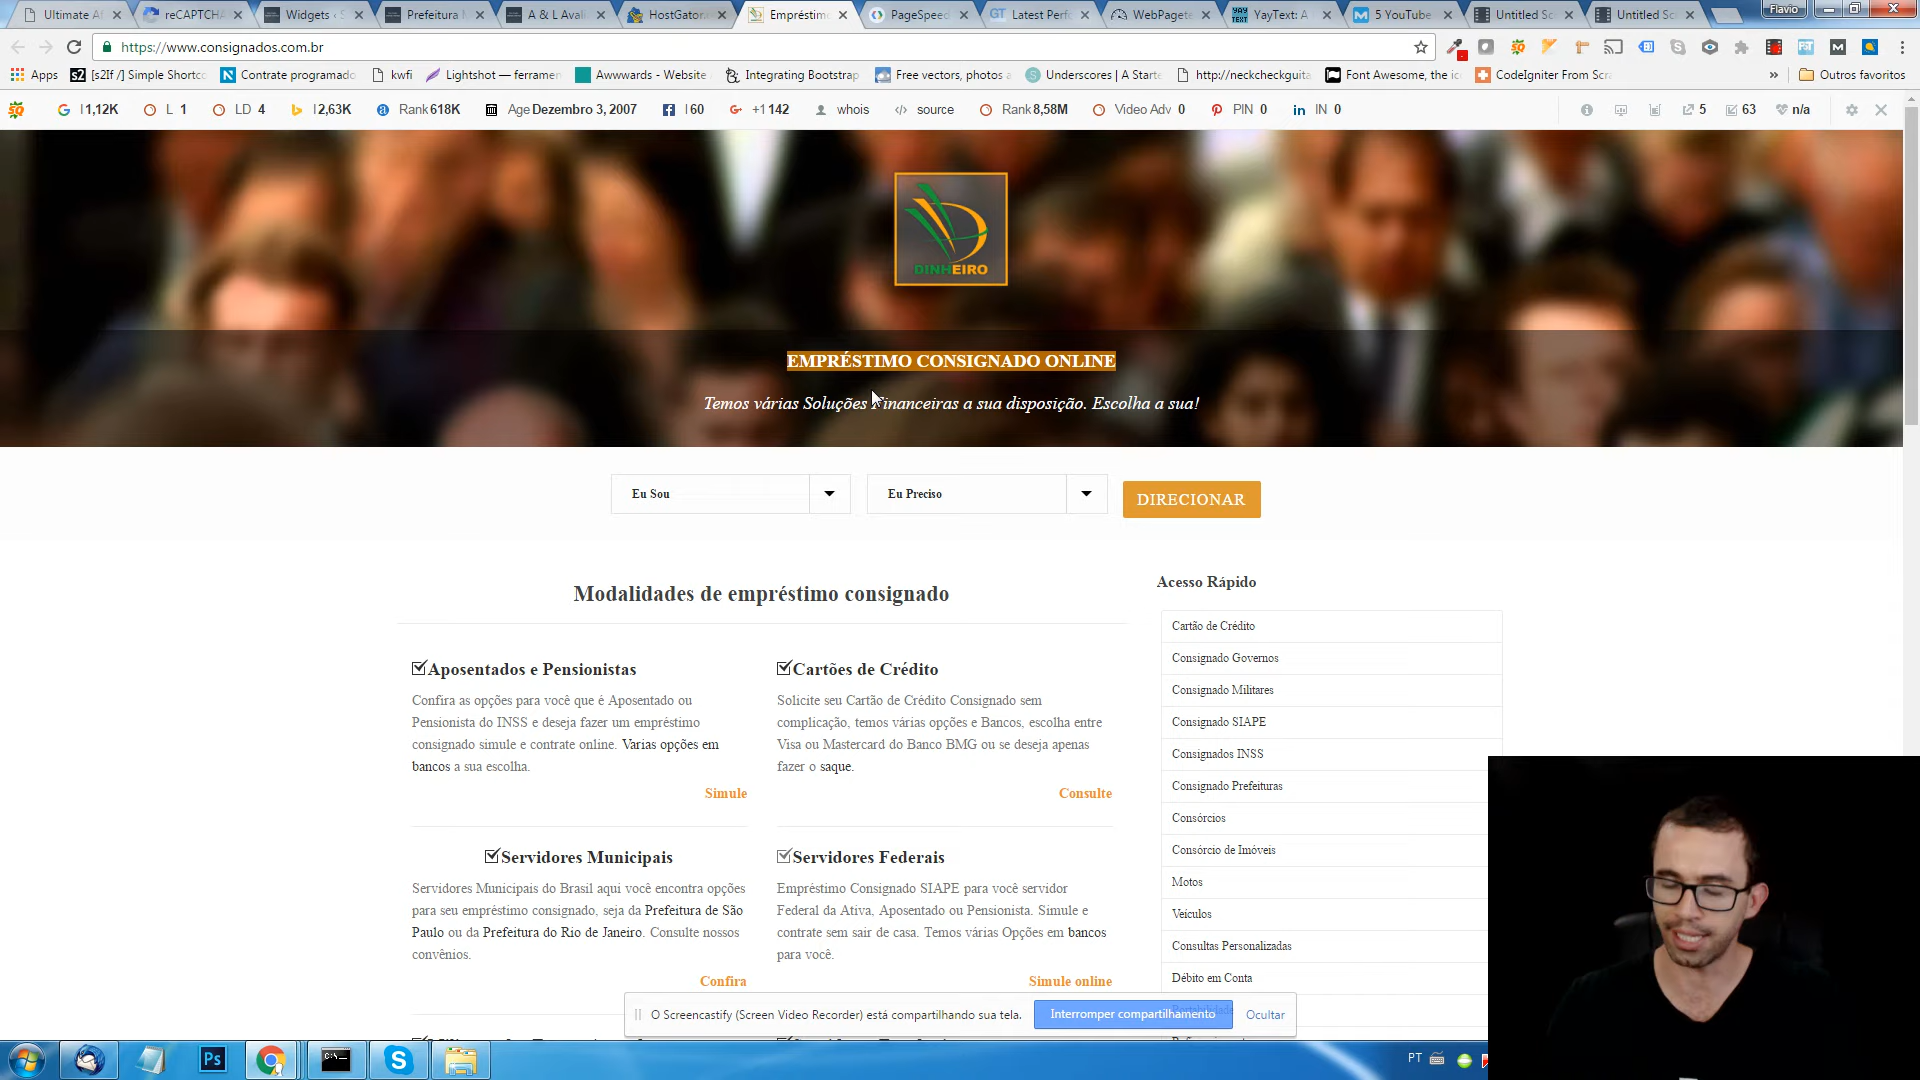 Ultimate Af
reCAPTCHA
Widgets ‹ S
Prefeitura M
A & L Avali
HostGator.
Empréstimo
PageSpeed
Latest Perfo
WebPagete
YayText: A
5 YouTube
Untitled Scr
Untitled Scr
Flavio
https://www.consignados.com.br
Apps
[s2If /] Simple Shortco
Contrate programado
kwfi
Lightshot — ferramen
Awwwards - Website
Integrating Bootstrap
Free vectors, photos a
Underscores | A Starte
http://neckcheckguita
Font Awesome, the ico
CodeIgniter From Scra
»
Outros favoritos
I 1,12K
L 1
LD 4
I 2,63K
Rank 618K
Age Dezembro 3, 2007
l 60
+1 142
whois
source
Rank 8,58M
Video Adv 0
PIN 0
IN 0
5
63
n/a
DINHEIRO
EMPRÉSTIMO CONSIGNADO ONLINE
Temos várias Soluções Financeiras a sua disposição. Escolha a sua!
Eu Sou
Eu Preciso
DIRECIONAR
Modalidades de empréstimo consignado
Aposentados e Pensionistas
Confira as opções para você que é Aposentado ou
Pensionista do INSS e deseja fazer um empréstimo
consignado simule e contrate online. Varias opções em
bancos a sua escolha.
Simule
Cartões de Crédito
Solicite seu Cartão de Crédito Consignado sem
complicação, temos várias opções e Bancos, escolha entre
Visa ou Mastercard do Banco BMG ou se deseja apenas
fazer o saque.
Consulte
Servidores Municipais
Servidores Municipais do Brasil aqui você encontra opções
para seu empréstimo consignado, seja da Prefeitura de São
Paulo ou da Prefeitura do Rio de Janeiro. Consulte nossos
convênios.
Confira
Servidores Federais
Empréstimo Consignado SIAPE para você servidor
Federal da Ativa, Aposentado ou Pensionista. Simule e
contrate sem sair de casa. Temos várias Opções em bancos
para você.
Simule online
Acesso Rápido
Cartão de Crédito
Consignado Governos
Consignado Militares
Consignado SIAPE
Consignados INSS
Consignado Prefeituras
Consórcios
Consórcio de Imóveis
Motos
Veículos
Consultas Personalizadas
Débito em Conta
O Screencastify (Screen Video Recorder) está compartilhando sua tela.
Interromper compartilhamento
Ocultar
Ps
PT